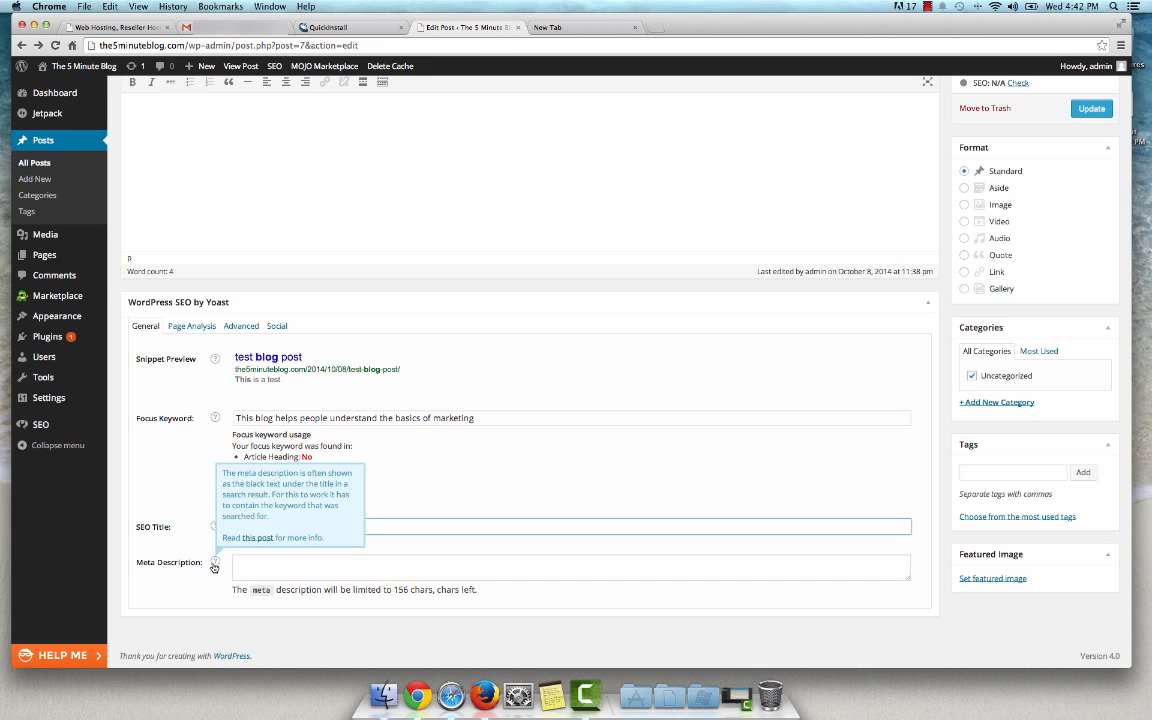 Chrome File Edit View History Bookmarks Window Help 17 Wed 4:42 PM
Web Hosting, Reseller Hos QuickInstall Edit Post ‹ The 5 Minute B New Tab
the5minuteblog.com/wp-admin/post.php?post=7&action=edit
The 5 Minute Blog 1 New View Post SEO MOJO Marketplace Delete Cache Howdy, admin
Dashboard
Jetpack
Posts
All Posts
Add New
Categories
Tags
Media
Pages
Comments
Marketplace
Appearance
Plugins 1
Users
Tools
Settings
SEO
Collapse menu
HELP ME
B I ABC
p
Word count: 4 Last edited by admin on October 8, 2014 at 11:38 pm
WordPress SEO by Yoast
General Page Analysis Advanced Social
Snippet Preview ? test blog post
the5minuteblog.com/2014/10/08/test-blog-post/
This is a test
Focus Keyword: ? This blog helps people understand the basics of marketing
Focus keyword usage
Your focus keyword was found in:
• Article Heading: No
The meta description is often shown
as the black text under the title in a
search result. For this to work it has
to contain the keyword that was
searched for.
Read this post for more info.
SEO Title:
Meta Description: ?
The meta description will be limited to 156 chars, chars left.
Thank you for creating with WordPress. Version 4.0
SEO: N/A Check
Move to Trash Update
Format
Standard
Aside
Image
Video
Audio
Quote
Link
Gallery
Categories
All Categories Most Used
Uncategorized
+ Add New Category
Tags
Add
Separate tags with commas
Choose from the most used tags
Featured Image
Set featured image